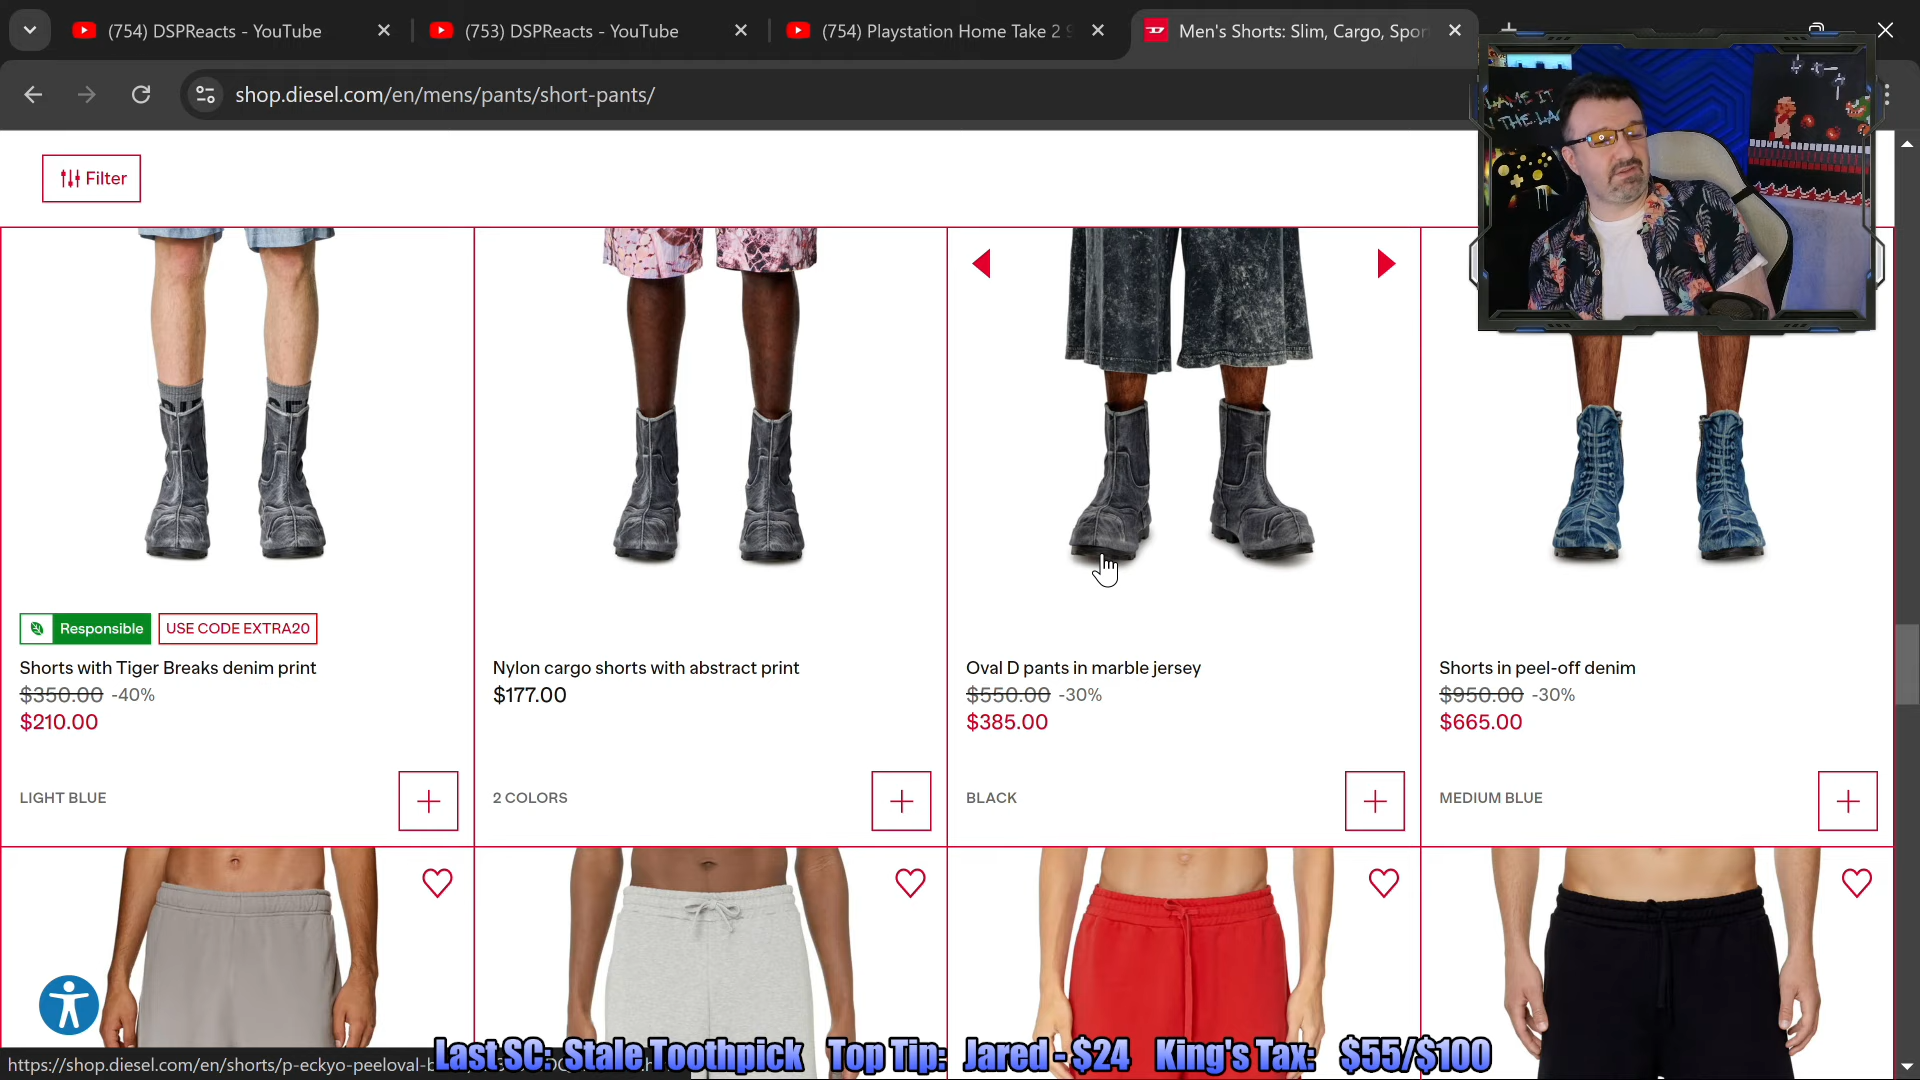 (754) DSPReacts - YouTube
(753) DSPReacts - YouTube
(754) Playstation Home Take 2
Men's Shorts: Slim, Cargo, Spor
shop.diesel.com/en/mens/pants/short-pants/
LAME IT
N THE LA
Filter
Responsible
USE CODE EXTRA20
Shorts with Tiger Breaks denim print
$350.00 -40%
$210.00
LIGHT BLUE
Nylon cargo shorts with abstract print
$177.00
2 COLORS
Oval D pants in marble jersey
$550.00 -30%
$385.00
BLACK
Shorts in peel-off denim
$950.00 -30%
$665.00
MEDIUM BLUE
https://shop.diesel.com/en/shorts/p-eckyo-peeloval-b
Last SC: Stale Toothpick Top Tip: Jared - $24 King's Tax: $55/$100